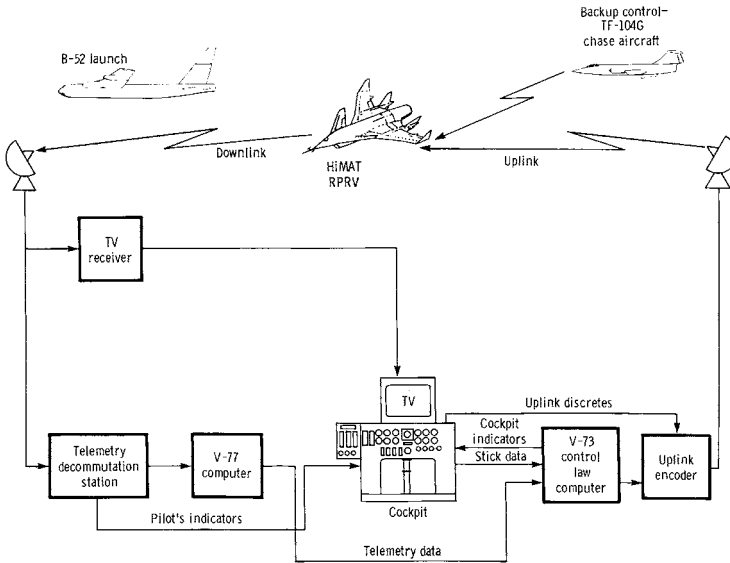 Backup control–
TF-104G
chase aircraft
B-52 launch
Downlink
HiMAT
RPRV
Uplink
TV
receiver
TV
Uplink discretes
Cockpit
indicators
Stick data
Telemetry
decommutation
station
V-77
computer
V-73
control
law
computer
Uplink
encoder
Pilot's indicators
Cockpit
Telemetry data